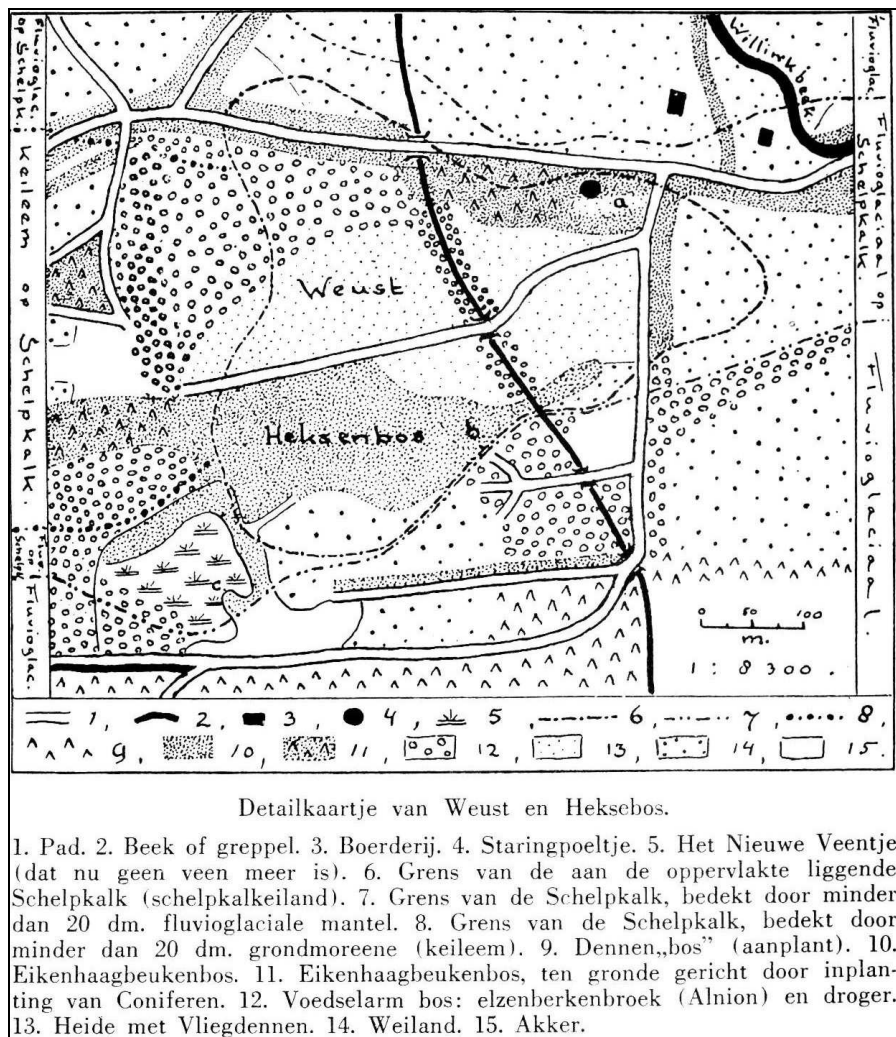 Fluvioglac.
op Schelpk.
Keileem op Schelpkalk.
Fluvioglac.
Willinkbeek
Fluvioglac.
Fluvioglaciaal op
Schelpkalk.
Fluvioglaciaal.
a
Weust
Heksenbos
b
c
0 50 100
m.
1 : 8 300.
1, 2, 3, 4, 5, 6, 7, 8,
9, 10, 11, 12, 13, 14, 15.
Detailkaartje van Weust en Heksebos.
1. Pad. 2. Beek of greppel. 3. Boerderij. 4. Staringpoeltje. 5. Het Nieuwe Veentje
(dat nu geen veen meer is). 6. Grens van de aan de oppervlakte liggende
Schelpkalk (schelpkalkeiland). 7. Grens van de Schelpkalk, bedekt door minder
dan 20 dm. fluvioglaciale mantel. 8. Grens van de Schelpkalk, bedekt door
minder dan 20 dm. grondmoreene (keileem). 9. Dennen„bos” (aanplant). 10.
Eikenhaagbeukenbos. 11. Eikenhaagbeukenbos, ten gronde gericht door inplan-
ting van Coniferen. 12. Voedselarm bos: elzenberkenbroek (Alnion) en droger.
13. Heide met Vliegdennen. 14. Weiland. 15. Akker.